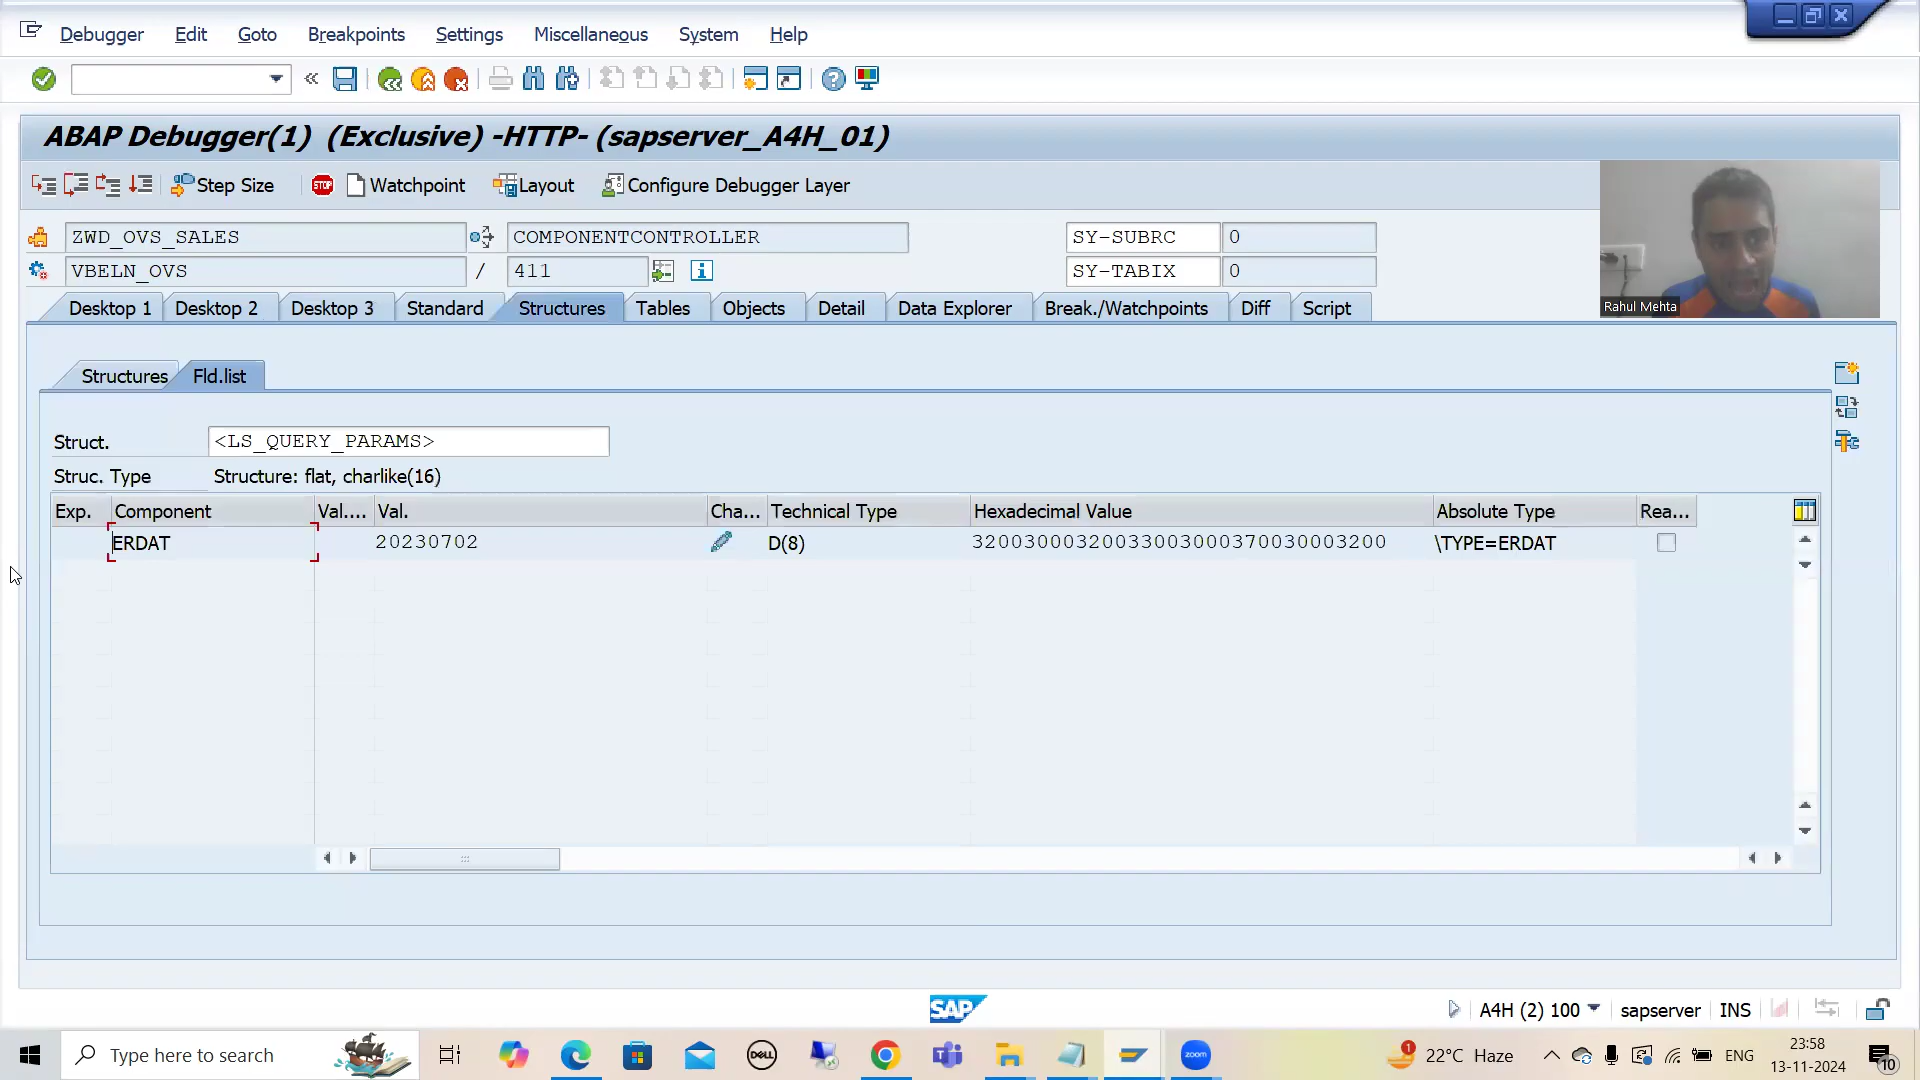 Debugger Edit Goto Breakpoints Settings Miscellaneous System Help
ABAP Debugger(1) (Exclusive) -HTTP- (sapserver_A4H_01)
Step Size STOP Watchpoint Layout Configure Debugger Layer
ZWD_OVS_SALES COMPONENTCONTROLLER SY-SUBRC 0
VBELN_OVS / 411 SY-TABIX 0
Rahul Mehta
Desktop 1 Desktop 2 Desktop 3 Standard Structures Tables Objects Detail Data Explorer Break./Watchpoints Diff Script
Structures Fld.list
Struct. <LS_QUERY_PARAMS>
Struc. Type Structure: flat, charlike(16)
Exp. Component Val.... Val. Cha... Technical Type Hexadecimal Value Absolute Type Rea...
ERDAT 20230702 D(8) 32003000320033003000370030003200 \TYPE=ERDAT
SAP A4H (2) 100 sapserver INS
Type here to search DELL zoom 1 22°C Haze ENG 23:58
13-11-2024 10